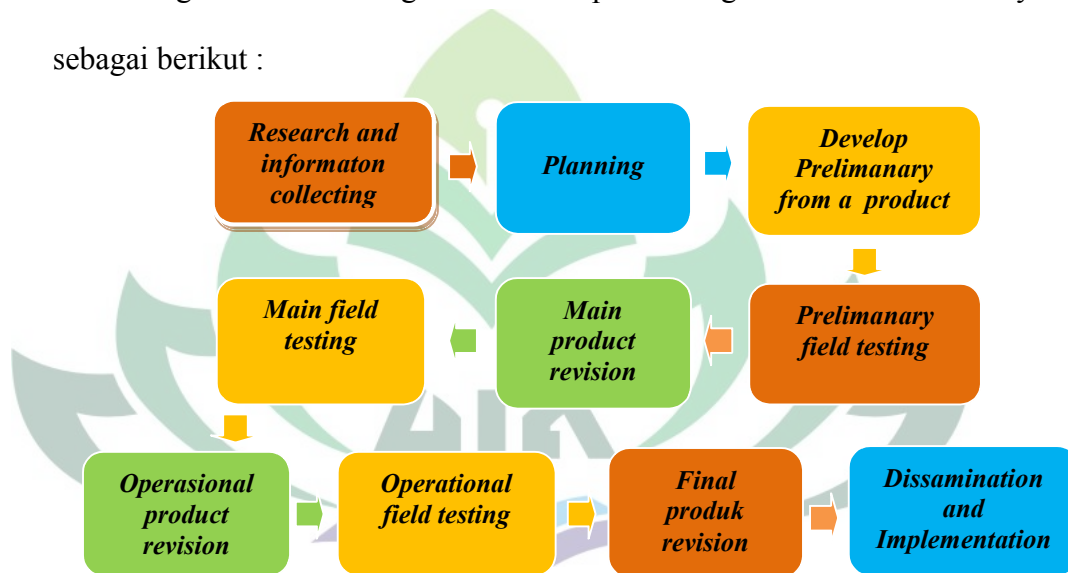 sebagai berikut :
Research and
informaton
collecting
Planning
Develop
Prelimanary
from a product
Prelimanary
field testing
Main
product
revision
Main field
testing
Operasional
product
revision
Operational
field testing
Final
produk
revision
Dissamination
and
Implementation